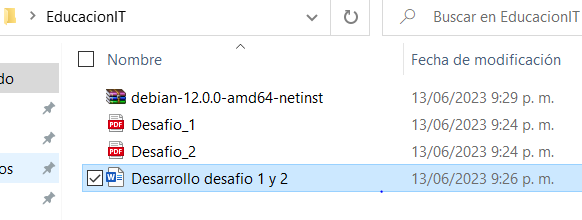 EducacionIT
Buscar en EducacionIT
Nombre
Fecha de modificación
do
debian-12.0.0-amd64-netinst
13/06/2023 9:29 p. m.
PDF
Desafio_1
13/06/2023 9:24 p. m.
PDF
Desafio_2
13/06/2023 9:24 p. m.
os
W
Desarrollo desafio 1 y 2
13/06/2023 9:26 p. m.